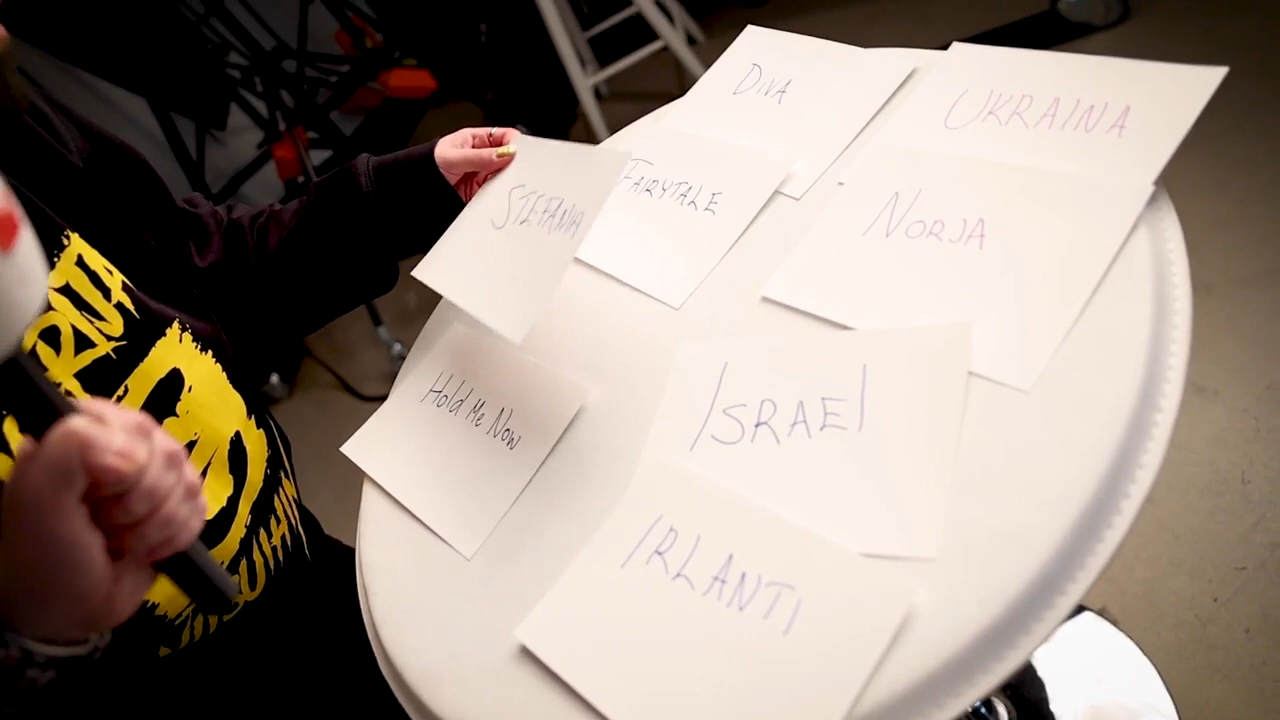 DIVA
UKRAINA
FAIRYTALE
STEFANIA
NORJA
Hold Me Now
ISRAEL
IRLANTI